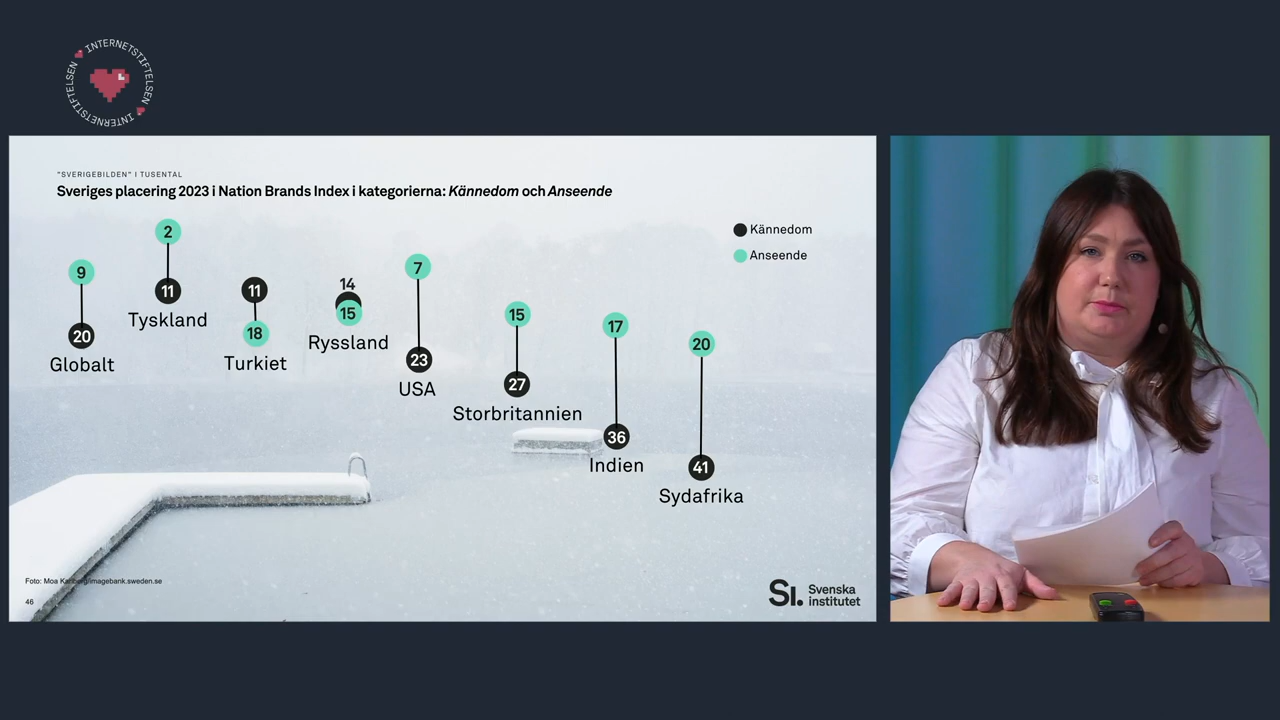 INTERNETSTIFTELSEN INTERNETSTIFTELSEN
"SVERIGEBILDEN" I TUSENTAL
Sveriges placering 2023 i Nation Brands Index i kategorierna: Kännedom och Anseende
Kännedom
Anseende
9
20
Globalt
2
11
Tyskland
11
18
Turkiet
14
15
Ryssland
7
23
USA
15
27
Storbritannien
17
36
Indien
20
41
Sydafrika
Foto: Moa Karlberg/imagebank.sweden.se
46
SI. Svenska
institutet